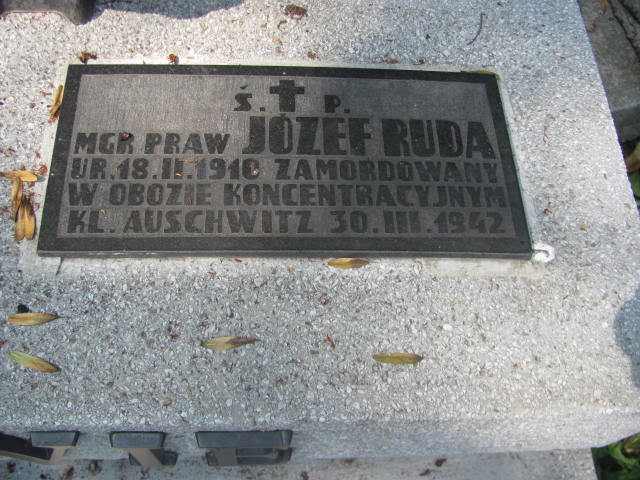 Ś. P.
MGR PRAW JÓZEF RUDA
UR. 18. II. 1910 ZAMORDOWANY
W OBOZIE KONCENTRACYJNYM
KL. AUSCHWITZ 30. III. 1942